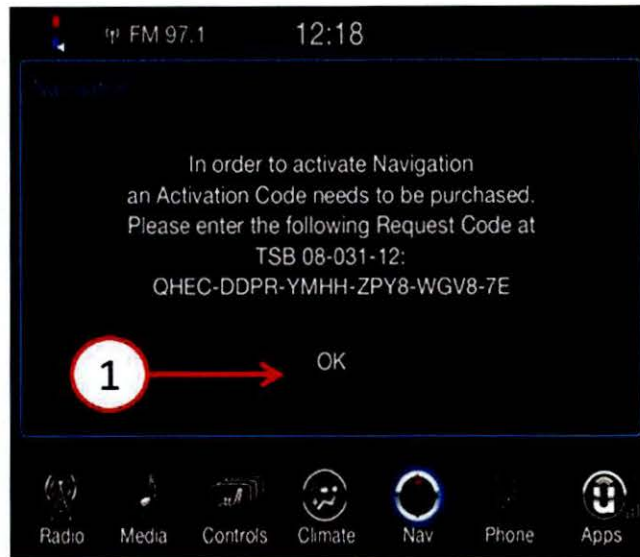 FM 97.1
12:18
In order to activate Navigation
an Activation Code needs to be purchased.
Please enter the following Request Code at
TSB 08-031-12:
QHEC-DDPR-YMHH-ZPY8-WGV8-7E
OK
1
Radio Media Controls Climate Nav Phone Apps